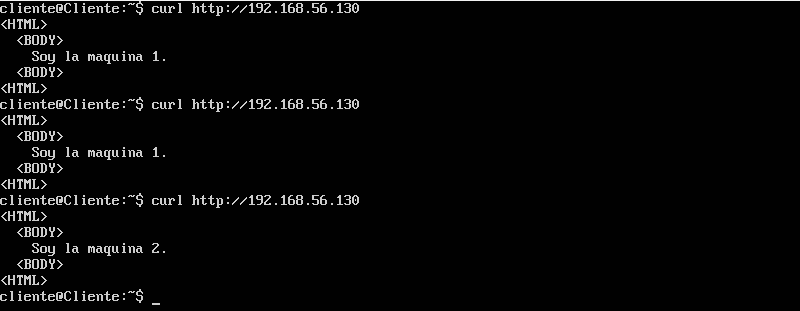 cliente@Cliente:~$ curl http://192.168.56.130
<HTML>
  <BODY>
    Soy la maquina 1.
  <BODY>
<HTML>
cliente@Cliente:~$ curl http://192.168.56.130
<HTML>
  <BODY>
    Soy la maquina 1.
  <BODY>
<HTML>
cliente@Cliente:~$ curl http://192.168.56.130
<HTML>
  <BODY>
    Soy la maquina 2.
  <BODY>
<HTML>
cliente@Cliente:~$ _